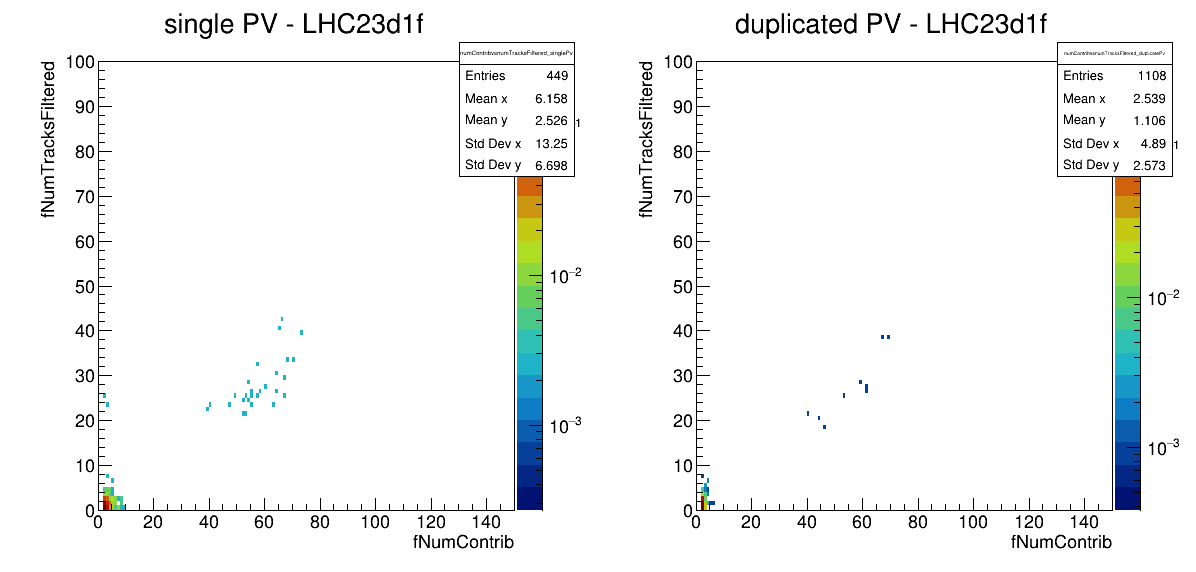 single PV - LHC23d1f
numContribvsnumTracksFiltered_singlePv
Entries 449
Mean x 6.158
Mean y 2.526
Std Dev x 13.25
Std Dev y 6.698
1
fNumTracksFiltered
100
90
80
70
60
50
40
30
20
10
0
0 20 40 60 80 100 120 140
fNumContrib
10−2
10−3
duplicated PV - LHC23d1f
numContribvsnumTracksFiltered_duplicatePv
Entries 1108
Mean x 2.539
Mean y 1.106
Std Dev x 4.89
Std Dev y 2.573
1
fNumTracksFiltered
100
90
80
70
60
50
40
30
20
10
0
0 20 40 60 80 100 120 140
fNumContrib
10−2
10−3